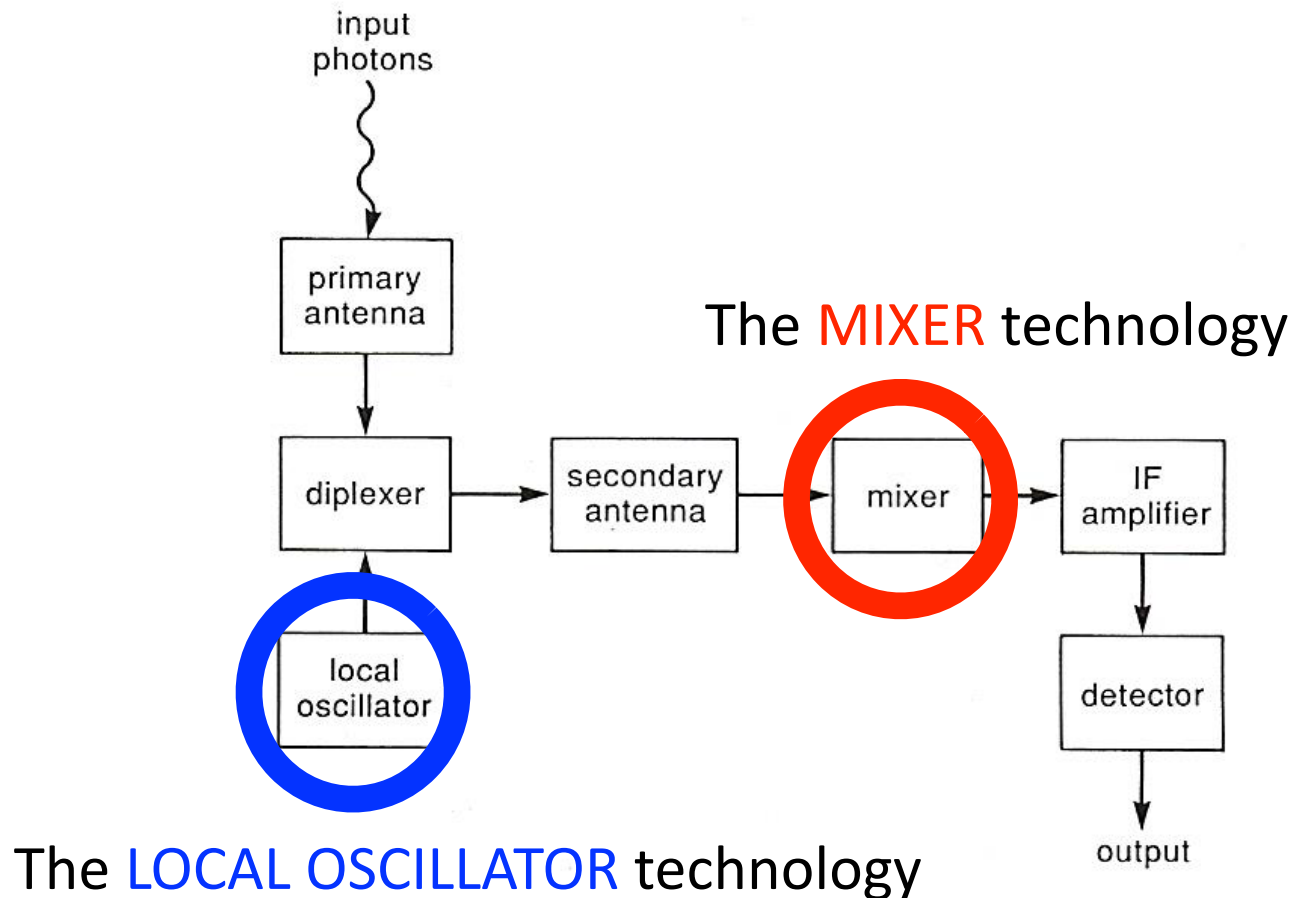 input
photons
primary
antenna
The MIXER technology
diplexer
secondary
antenna
mixer
IF
amplifier
local
oscillator
detector
output
The LOCAL OSCILLATOR technology